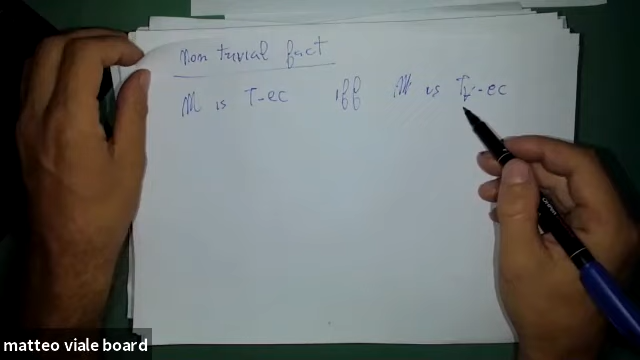 Non trivial fact
M is T-ec iff M is T∀-ec
matteo viale board